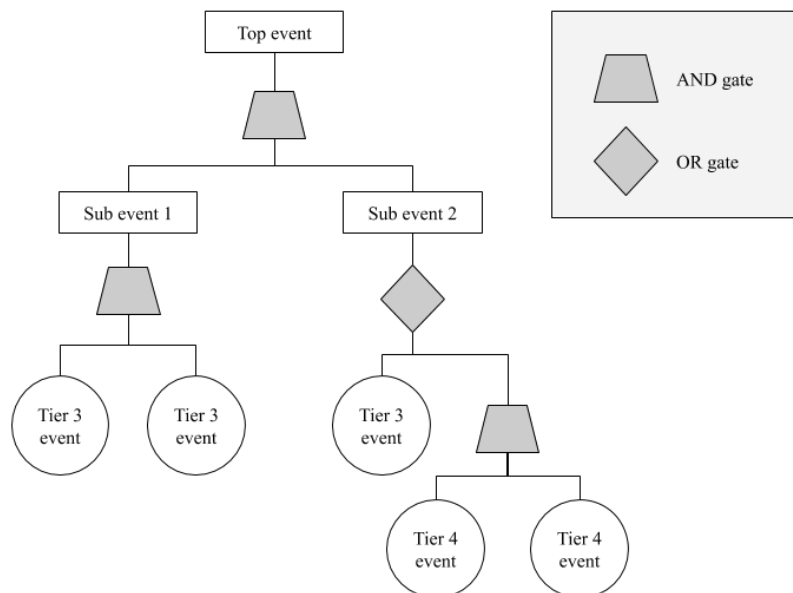 Top event
AND gate
OR gate
Sub event 1
Sub event 2
Tier 3
event
Tier 3
event
Tier 3
event
Tier 4
event
Tier 4
event